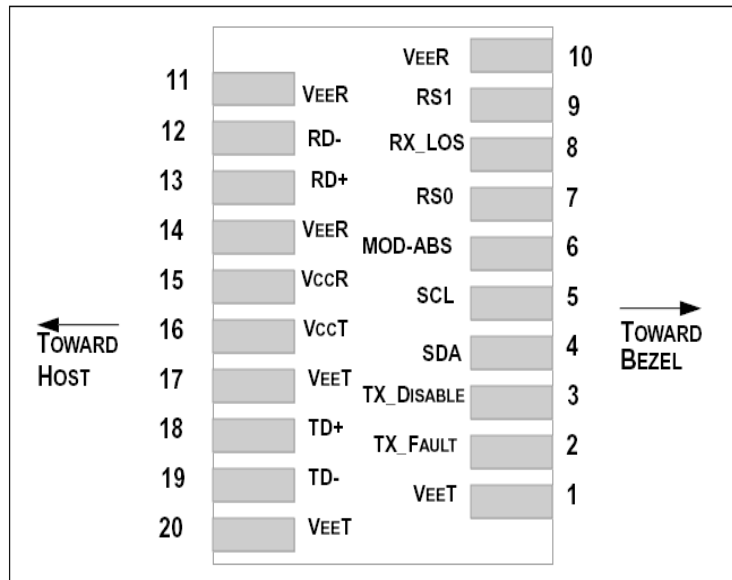 11 VEER
12 RD-
13 RD+
14 VEER
15 VCCR
16 VCCT
17 VEET
18 TD+
19 TD-
20 VEET
VEER 10
RS1 9
RX_LOS 8
RS0 7
MOD-ABS 6
SCL 5
SDA 4
TX_DISABLE 3
TX_FAULT 2
VEET 1
TOWARD
HOST
TOWARD
BEZEL